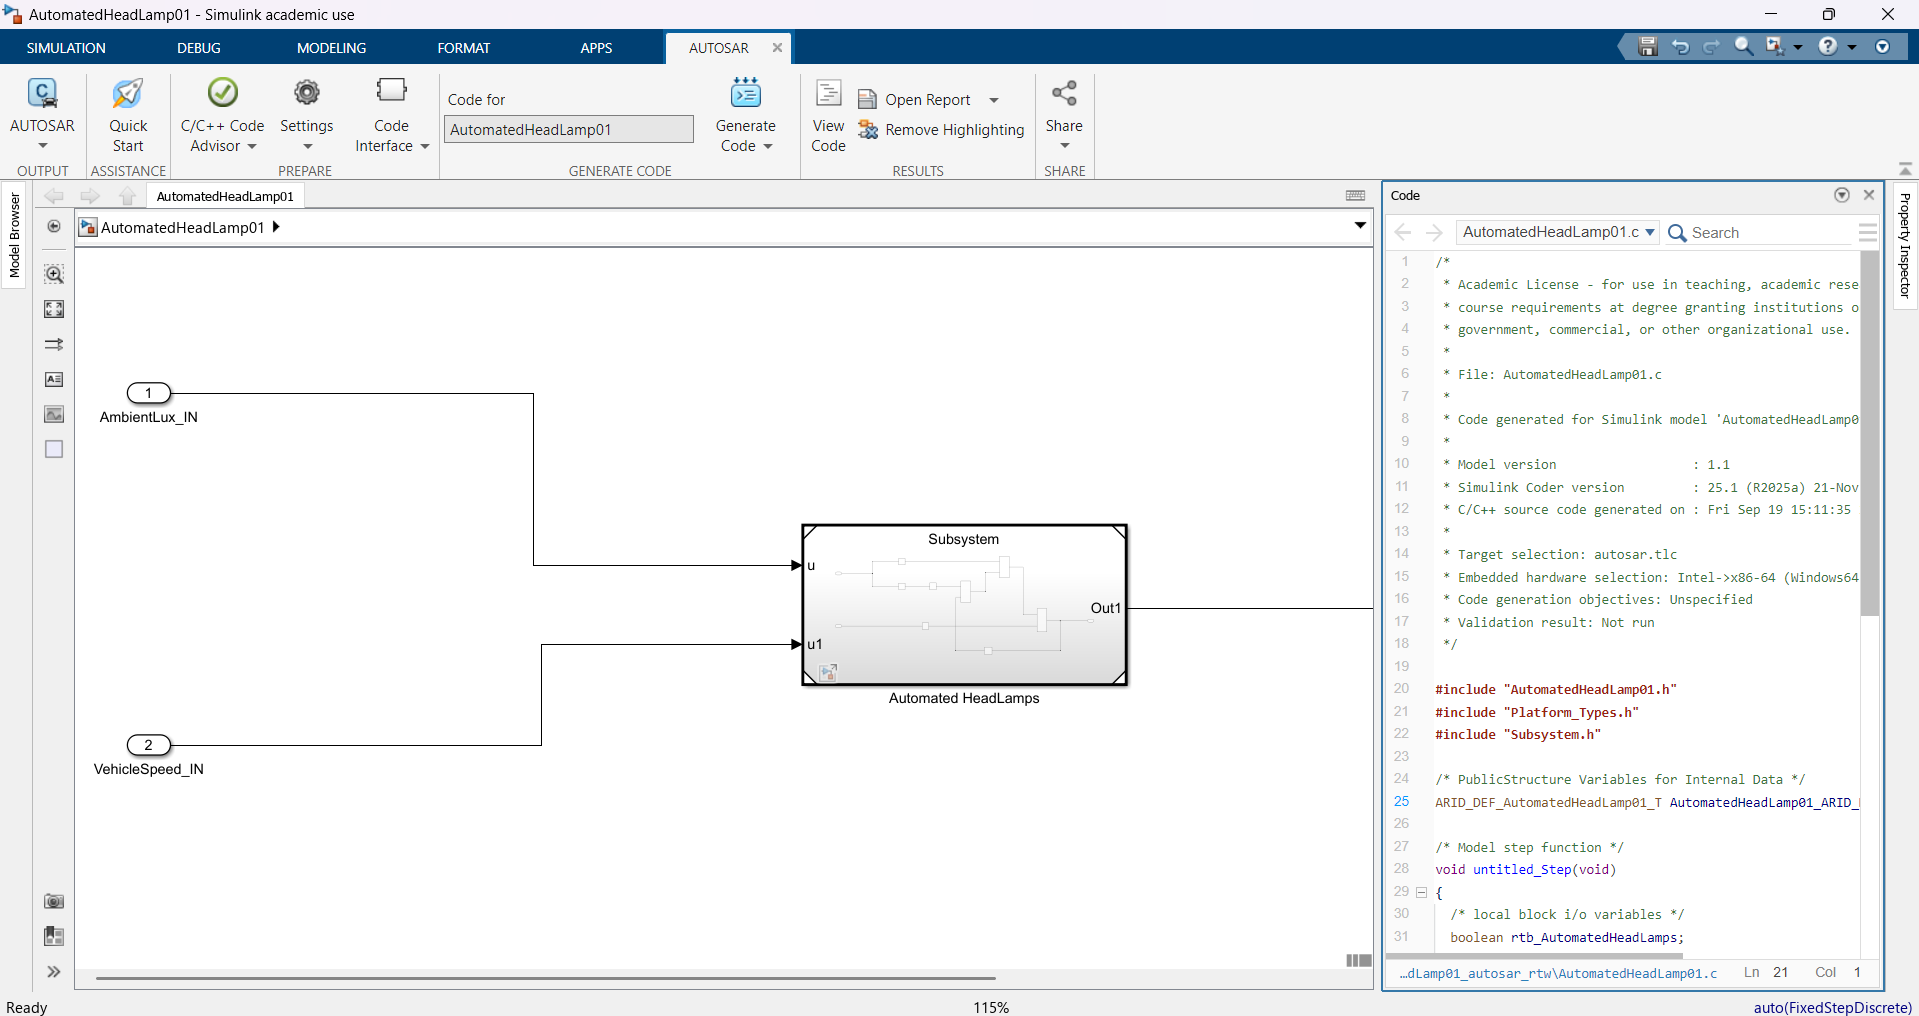 AutomatedHeadLamp01 - Simulink academic use
SIMULATION
DEBUG
MODELING
FORMAT
APPS
AUTOSAR
AUTOSAR
OUTPUT
Quick
Start
ASSISTANCE
C/C++ Code
Advisor
Settings
Code
Interface
PREPARE
Code for
AutomatedHeadLamp01
Generate
Code
GENERATE CODE
View
Code
Open Report
Remove Highlighting
RESULTS
Share
SHARE
Model Browser
AutomatedHeadLamp01
AutomatedHeadLamp01
1
AmbientLux_IN
2
VehicleSpeed_IN
Subsystem
u
u1
Out1
Automated HeadLamps
Code
AutomatedHeadLamp01.c
Search
1 /*
2 * Academic License - for use in teaching, academic rese
3 * course requirements at degree granting institutions o
4 * government, commercial, or other organizational use.
5 *
6 * File: AutomatedHeadLamp01.c
7 *
8 * Code generated for Simulink model 'AutomatedHeadLamp0
9 *
10 * Model version : 1.1
11 * Simulink Coder version : 25.1 (R2025a) 21-Nov
12 * C/C++ source code generated on : Fri Sep 19 15:11:35
13 *
14 * Target selection: autosar.tlc
15 * Embedded hardware selection: Intel->x86-64 (Windows64
16 * Code generation objectives: Unspecified
17 * Validation result: Not run
18 */
19
20 #include "AutomatedHeadLamp01.h"
21 #include "Platform_Types.h"
22 #include "Subsystem.h"
23
24 /* PublicStructure Variables for Internal Data */
25 ARID_DEF_AutomatedHeadLamp01_T AutomatedHeadLamp01_ARID_
26
27 /* Model step function */
28 void untitled_Step(void)
29 {
30 /* local block i/o variables */
31 boolean rtb_AutomatedHeadLamps;
…dLamp01_autosar_rtw\AutomatedHeadLamp01.c
Ln 21 Col 1
Property Inspector
Ready
115%
auto(FixedStepDiscrete)